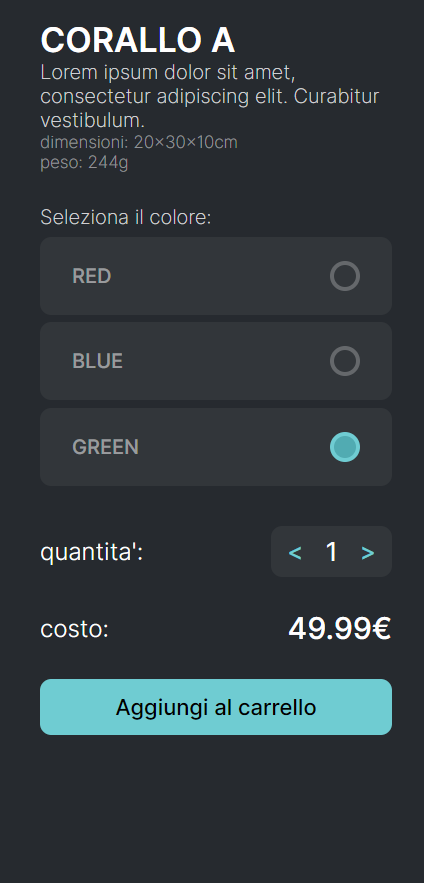 CORALLO A
Lorem ipsum dolor sit amet,
consectetur adipiscing elit. Curabitur
vestibulum.
dimensioni: 20×30×10cm
peso: 244g
Seleziona il colore:
RED
BLUE
GREEN
quantita': < 1 >
costo: 49.99€
Aggiungi al carrello